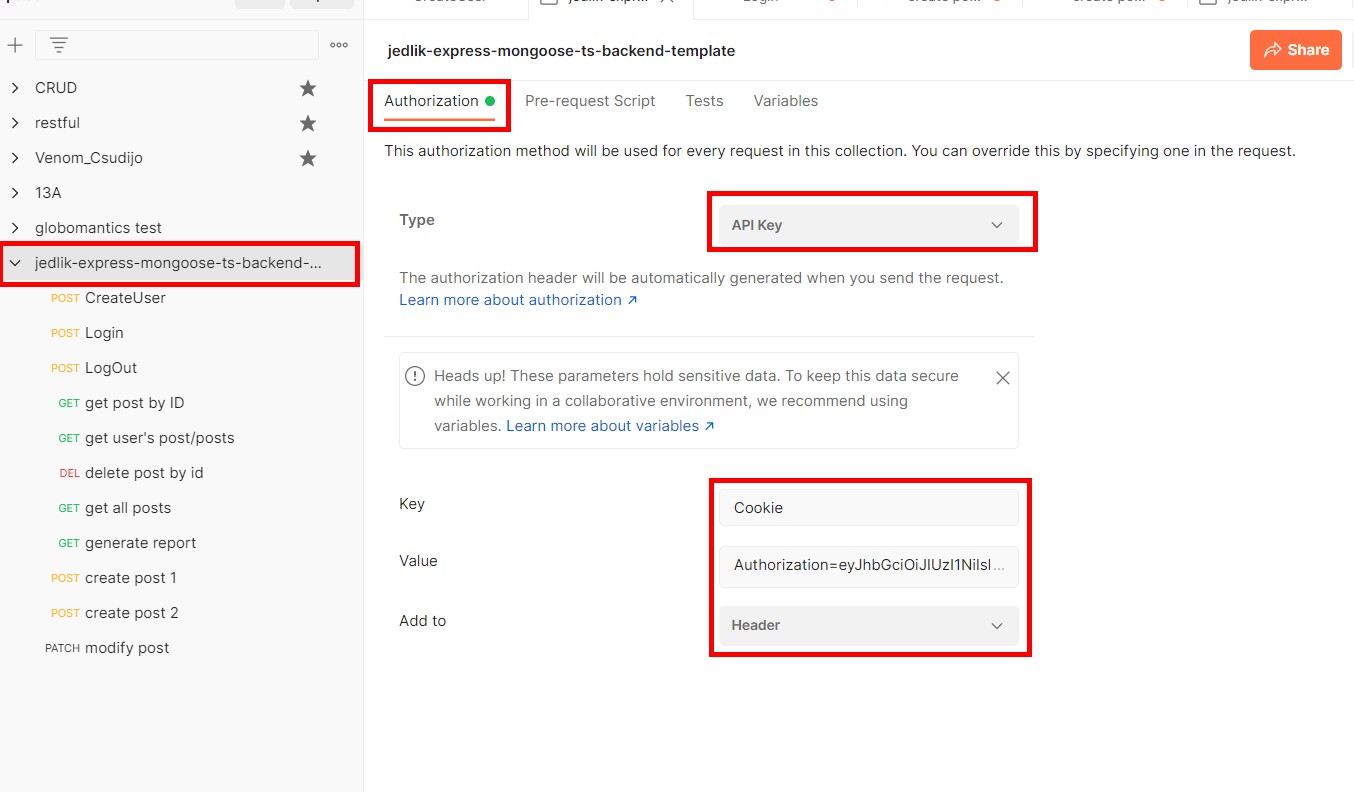 jedlik-express-mongoose-ts-backend-template
Share
CRUD
restful
Venom_Csudijo
13A
globomantics test
jedlik-express-mongoose-ts-backend-...
POST CreateUser
POST Login
POST LogOut
GET get post by ID
GET get user's post/posts
DEL delete post by id
GET get all posts
GET generate report
POST create post 1
POST create post 2
PATCH modify post
Authorization
Pre-request Script
Tests
Variables
This authorization method will be used for every request in this collection. You can override this by specifying one in the request.
Type
API Key
The authorization header will be automatically generated when you send the request.
Learn more about authorization ↗
Heads up! These parameters hold sensitive data. To keep this data secure
while working in a collaborative environment, we recommend using
variables. Learn more about variables ↗
Key
Cookie
Value
Authorization=eyJhbGciOiJIUzI1NiIsI...
Add to
Header